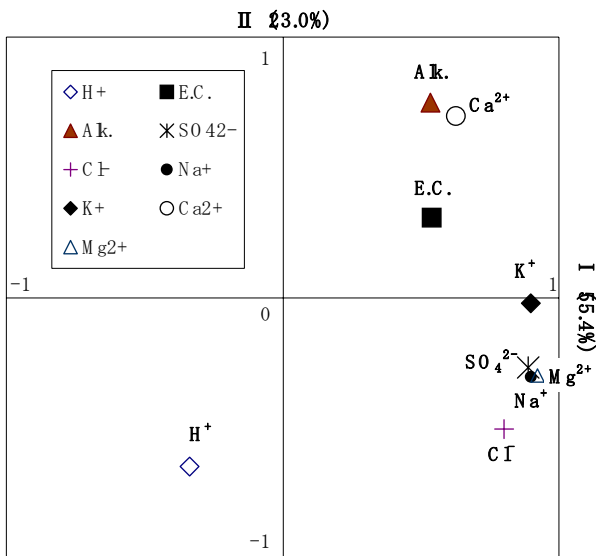 II (23.0%)
1
Alk.
H+ E.C.
Alk. SO42-
Cl- Na+
K+ Ca2+
Mg2+
Ca²⁺
E.C.
K⁺
-1
1
0
I (55.4%)
SO₄²⁻
Mg²⁺
Na⁺
H⁺
Cl⁻
-1